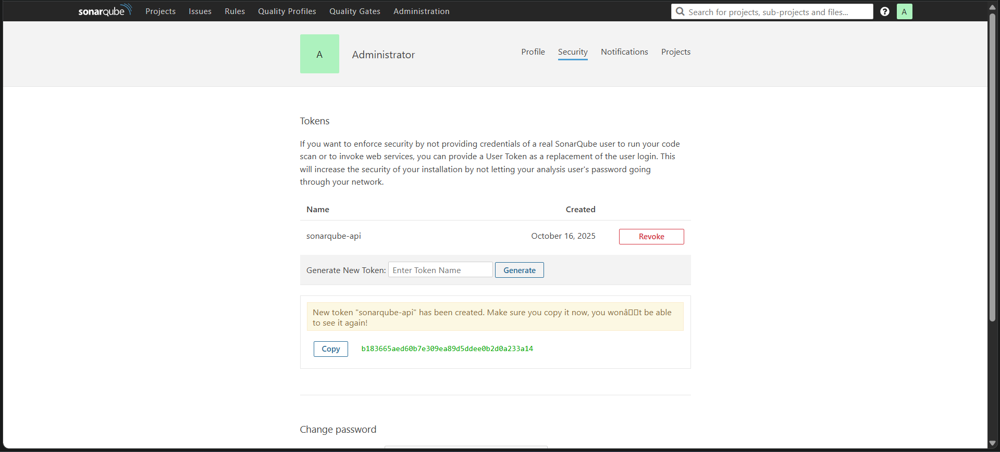 sonarqube Projects Issues Rules Quality Profiles Quality Gates Administration Search for projects, sub-projects and files... ? A
A Administrator Profile Security Notifications Projects
Tokens
If you want to enforce security by not providing credentials of a real SonarQube user to run your code
scan or to invoke web services, you can provide a User Token as a replacement of the user login. This
will increase the security of your installation by not letting your analysis user's password going
through your network.
Name Created
sonarqube-api October 16, 2025 Revoke
Generate New Token: Enter Token Name Generate
New token "sonarqube-api" has been created. Make sure you copy it now, you wonâ▯▯t be able
to see it again!
Copy b183665aed60b7e309ea89d5ddee0b2d0a233a14
Change password